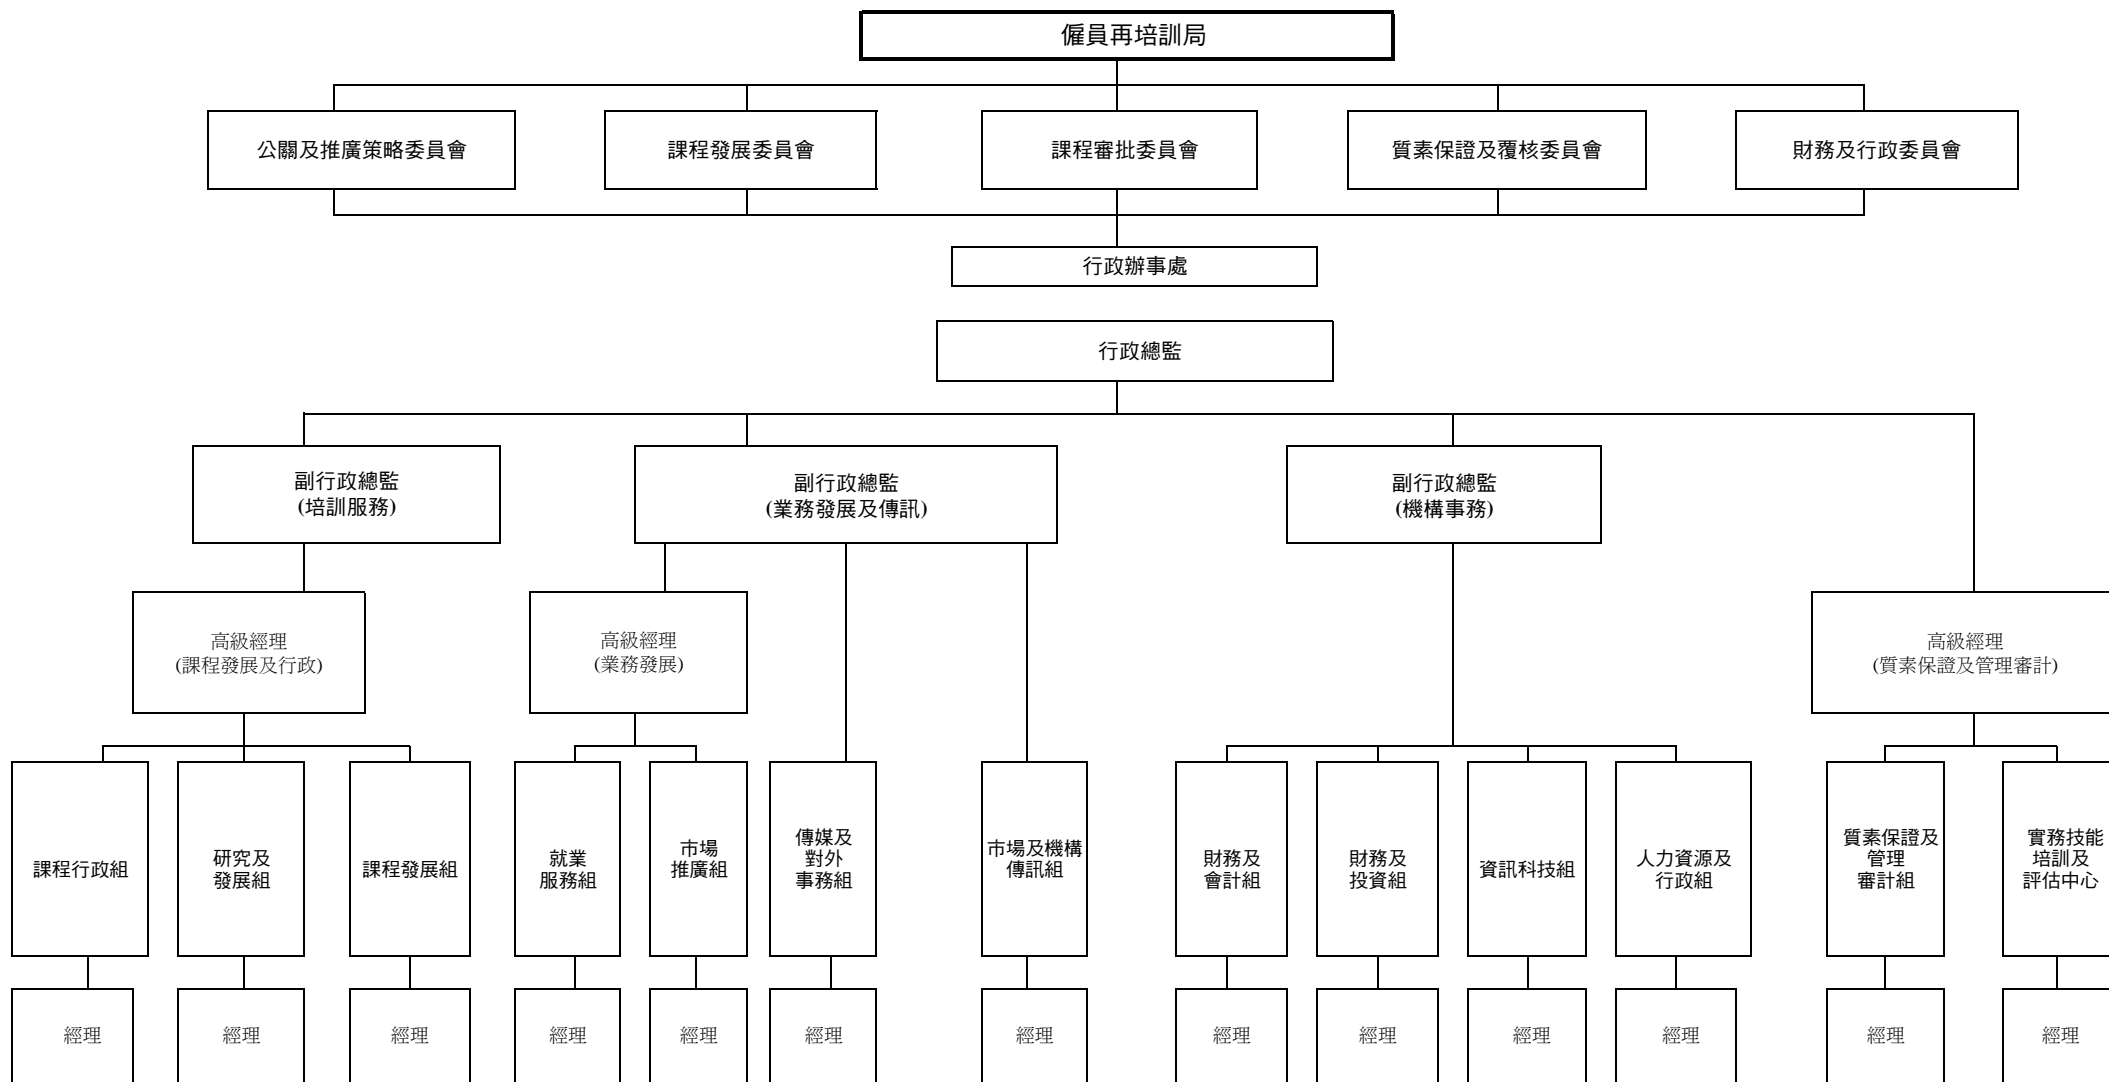 僱員再培訓局
公關及推廣策略委員會
課程發展委員會
課程審批委員會
質素保證及覆核委員會
財務及行政委員會
行政辦事處
行政總監
副行政總監
(培訓服務)
副行政總監
(業務發展及傳訊)
副行政總監
(機構事務)
高級經理
(課程發展及行政)
高級經理
(業務發展)
高級經理
(質素保證及管理審計)
課程行政組
研究及
發展組
課程發展組
就業
服務組
市場
推廣組
傳媒及
對外
事務組
市場及機構
傳訊組
財務及
會計組
財務及
投資組
資訊科技組
人力資源及
行政組
質素保證及
管理
審計組
實務技能
培訓及
評估中心
經理
經理
經理
經理
經理
經理
經理
經理
經理
經理
經理
經理
經理